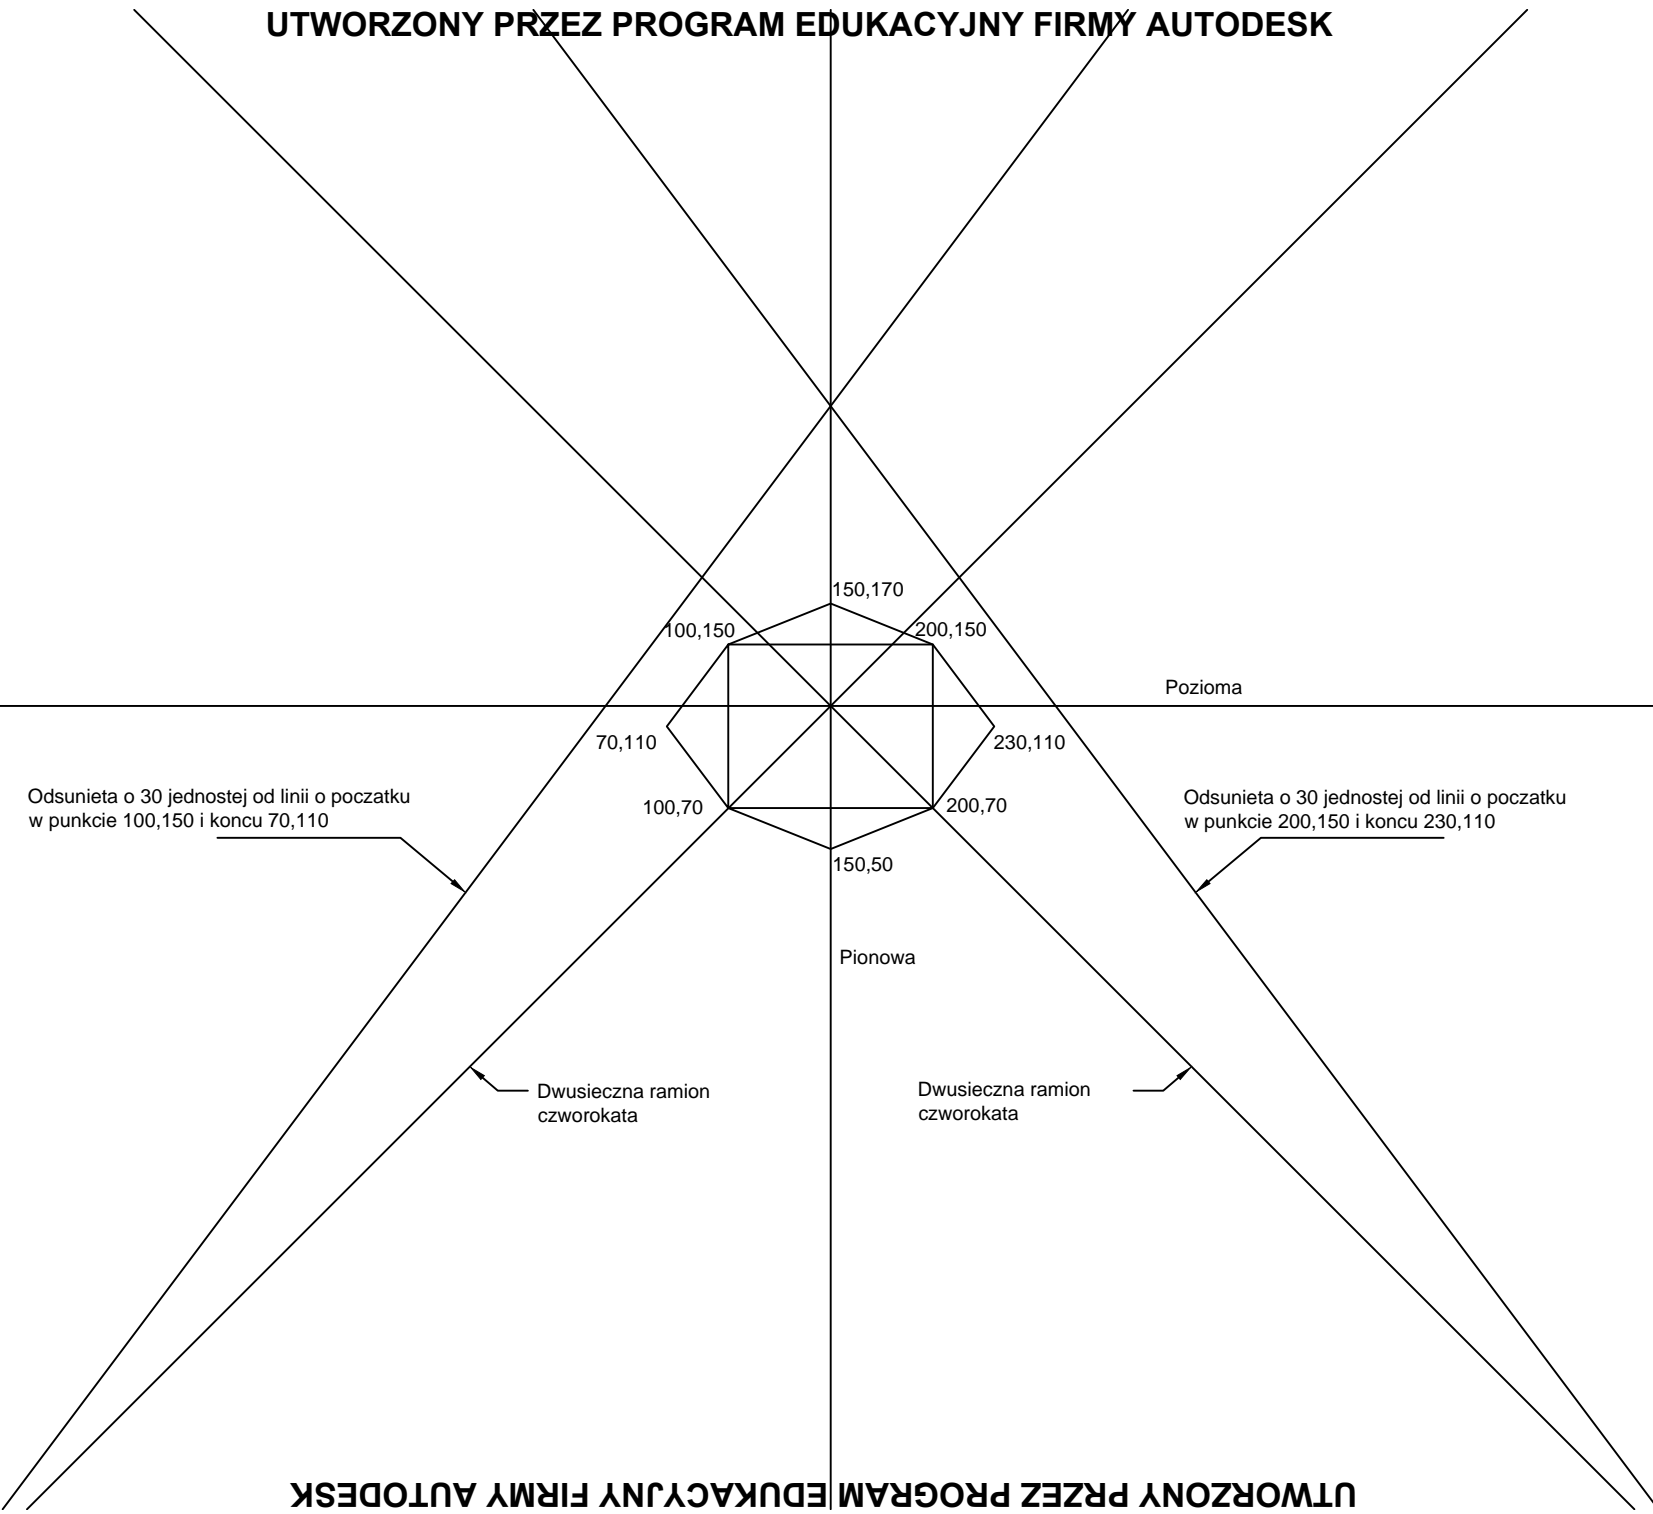 UTWORZONY PRZEZ PROGRAM EDUKACYJNY FIRMY AUTODESK
150,170
100,150
200,150
Pozioma
70,110
230,110
Odsunieta o 30 jednostej od linii o poczatku
w punkcie 100,150 i koncu 70,110
100,70
200,70
Odsunieta o 30 jednostej od linii o poczatku
w punkcie 200,150 i koncu 230,110
150,50
Pionowa
Dwusieczna ramion
czworokata
Dwusieczna ramion
czworokata
UTWORZONY PRZEZ PROGRAM EDUKACYJNY FIRMY AUTODESK